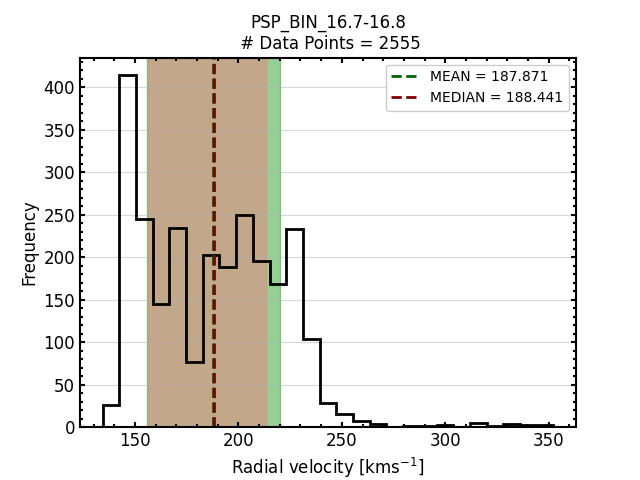 PSP_BIN_16.7-16.8
# Data Points = 2555
MEAN = 187.871
MEDIAN = 188.441
Frequency
400
350
300
250
200
150
100
50
0
150 200 250 300 350
Radial velocity [kms⁻¹]